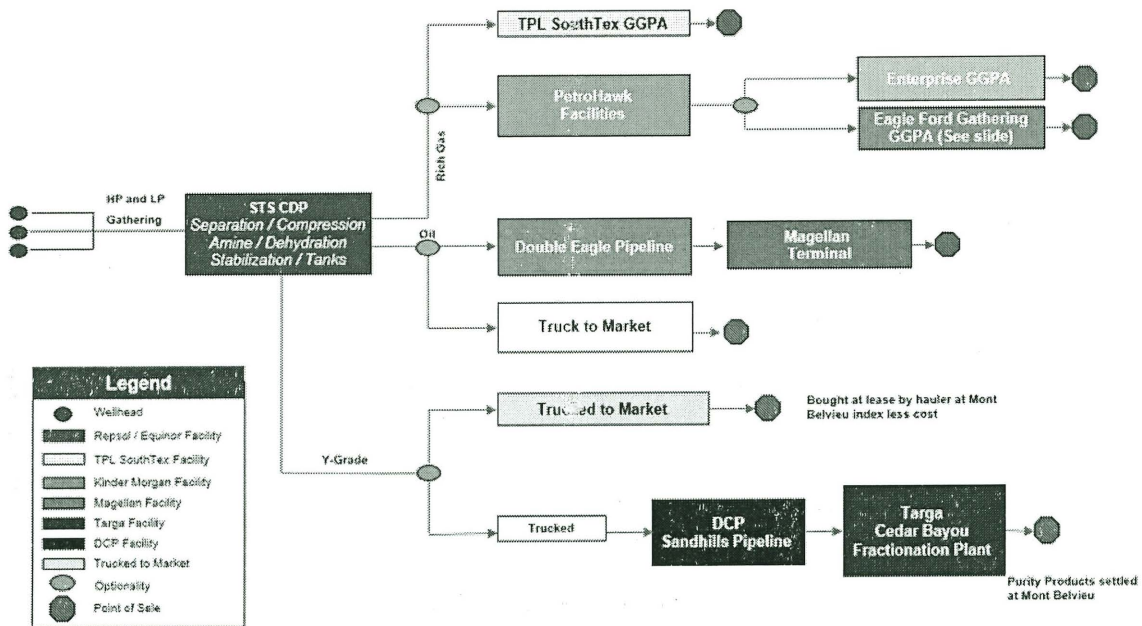 TPL SouthTex GGPA
PetroHawk
Facilities
Enterprise GGPA
Eagle Ford Gathering
GGPA (See slide)
Rich Gas
HP and LP
Gathering
STS CDP
Separation / Compression
Amine / Dehydration
Stabilization / Tanks
Oil
Double Eagle Pipeline
Magellan
Terminal
Truck to Market
Trucked to Market
Bought at lease by hauler at Mont
Belvieu index less cost
Y-Grade
Trucked
DCP
Sandhills Pipeline
Targa
Cedar Bayou
Fractionation Plant
Purity Products settled
at Mont Belvieu
Legend
Wellhead
Repsol / Equinor Facility
TPL SouthTex Facility
Kinder Morgan Facility
Magellan Facility
Targa Facility
DCP Facility
Trucked to Market
Optionality
Point of Sale